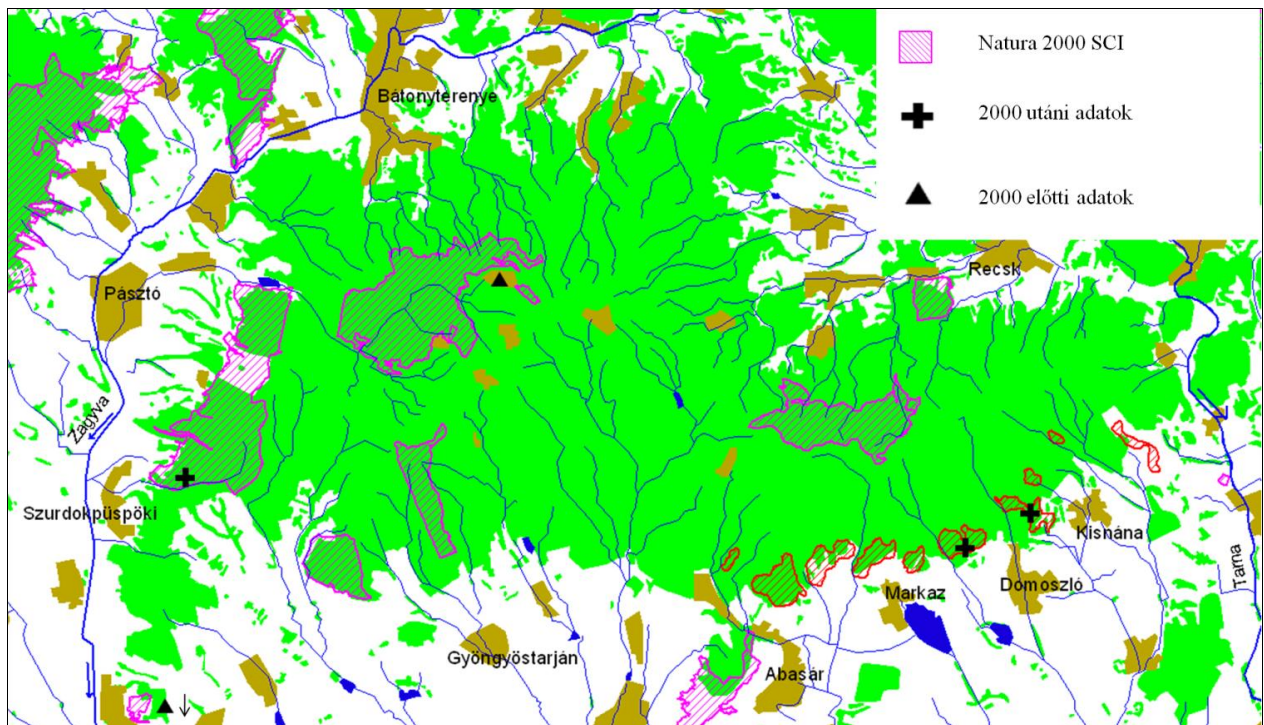 Natura 2000 SCI
2000 utáni adatok
2000 előtti adatok
Bátonyterenye
Recsk
Pásztó
Zagyva
Szurdokpüspöki
Kisnána
Tarna
Domoszló
Markaz
Gyöngyöstarján
Abasár